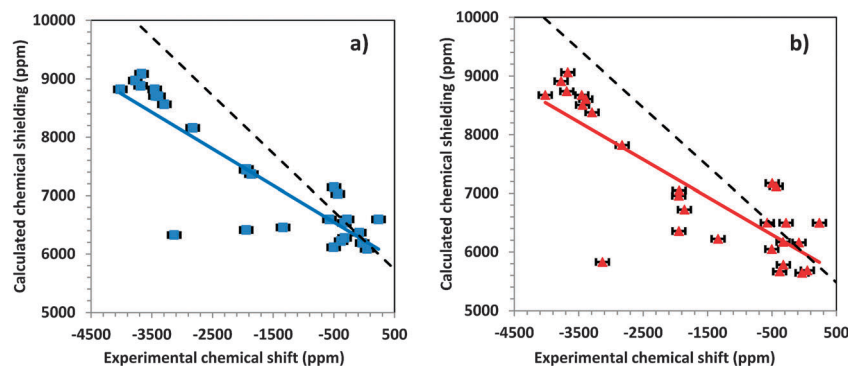 a)
Calculated chemical shielding (ppm)
10000
9000
8000
7000
6000
5000
-4500 -3500 -2500 -1500 -500 500
Experimental chemical shift (ppm)
b)
Calculated chemical shielding (ppm)
10000
9000
8000
7000
6000
5000
-4500 -3500 -2500 -1500 -500 500
Experimental chemical shift (ppm)